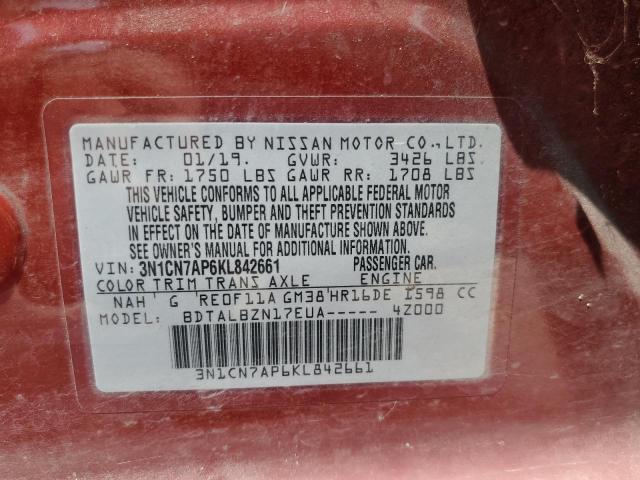 MANUFACTURED BY NISSAN MOTOR CO.,LTD.
DATE: 01/19. GVWR: 3426 LBS
GAWR FR: 1750 LBS GAWR RR: 1708 LBS
THIS VEHICLE CONFORMS TO ALL APPLICABLE FEDERAL MOTOR
VEHICLE SAFETY, BUMPER AND THEFT PREVENTION STANDARDS
IN EFFECT ON THE DATE OF MANUFACTURE SHOWN ABOVE.
SEE OWNER'S MANUAL FOR ADDITIONAL INFORMATION.
VIN: 3N1CN7AP6KL842661 PASSENGER CAR.
COLOR TRIM TRANS AXLE ENGINE
NAH ' G 'REOF11A GM38'HR16DE 1598 CC
MODEL: BDTALBZN17EUA----- 4Z000
3N1CN7AP6KL842661